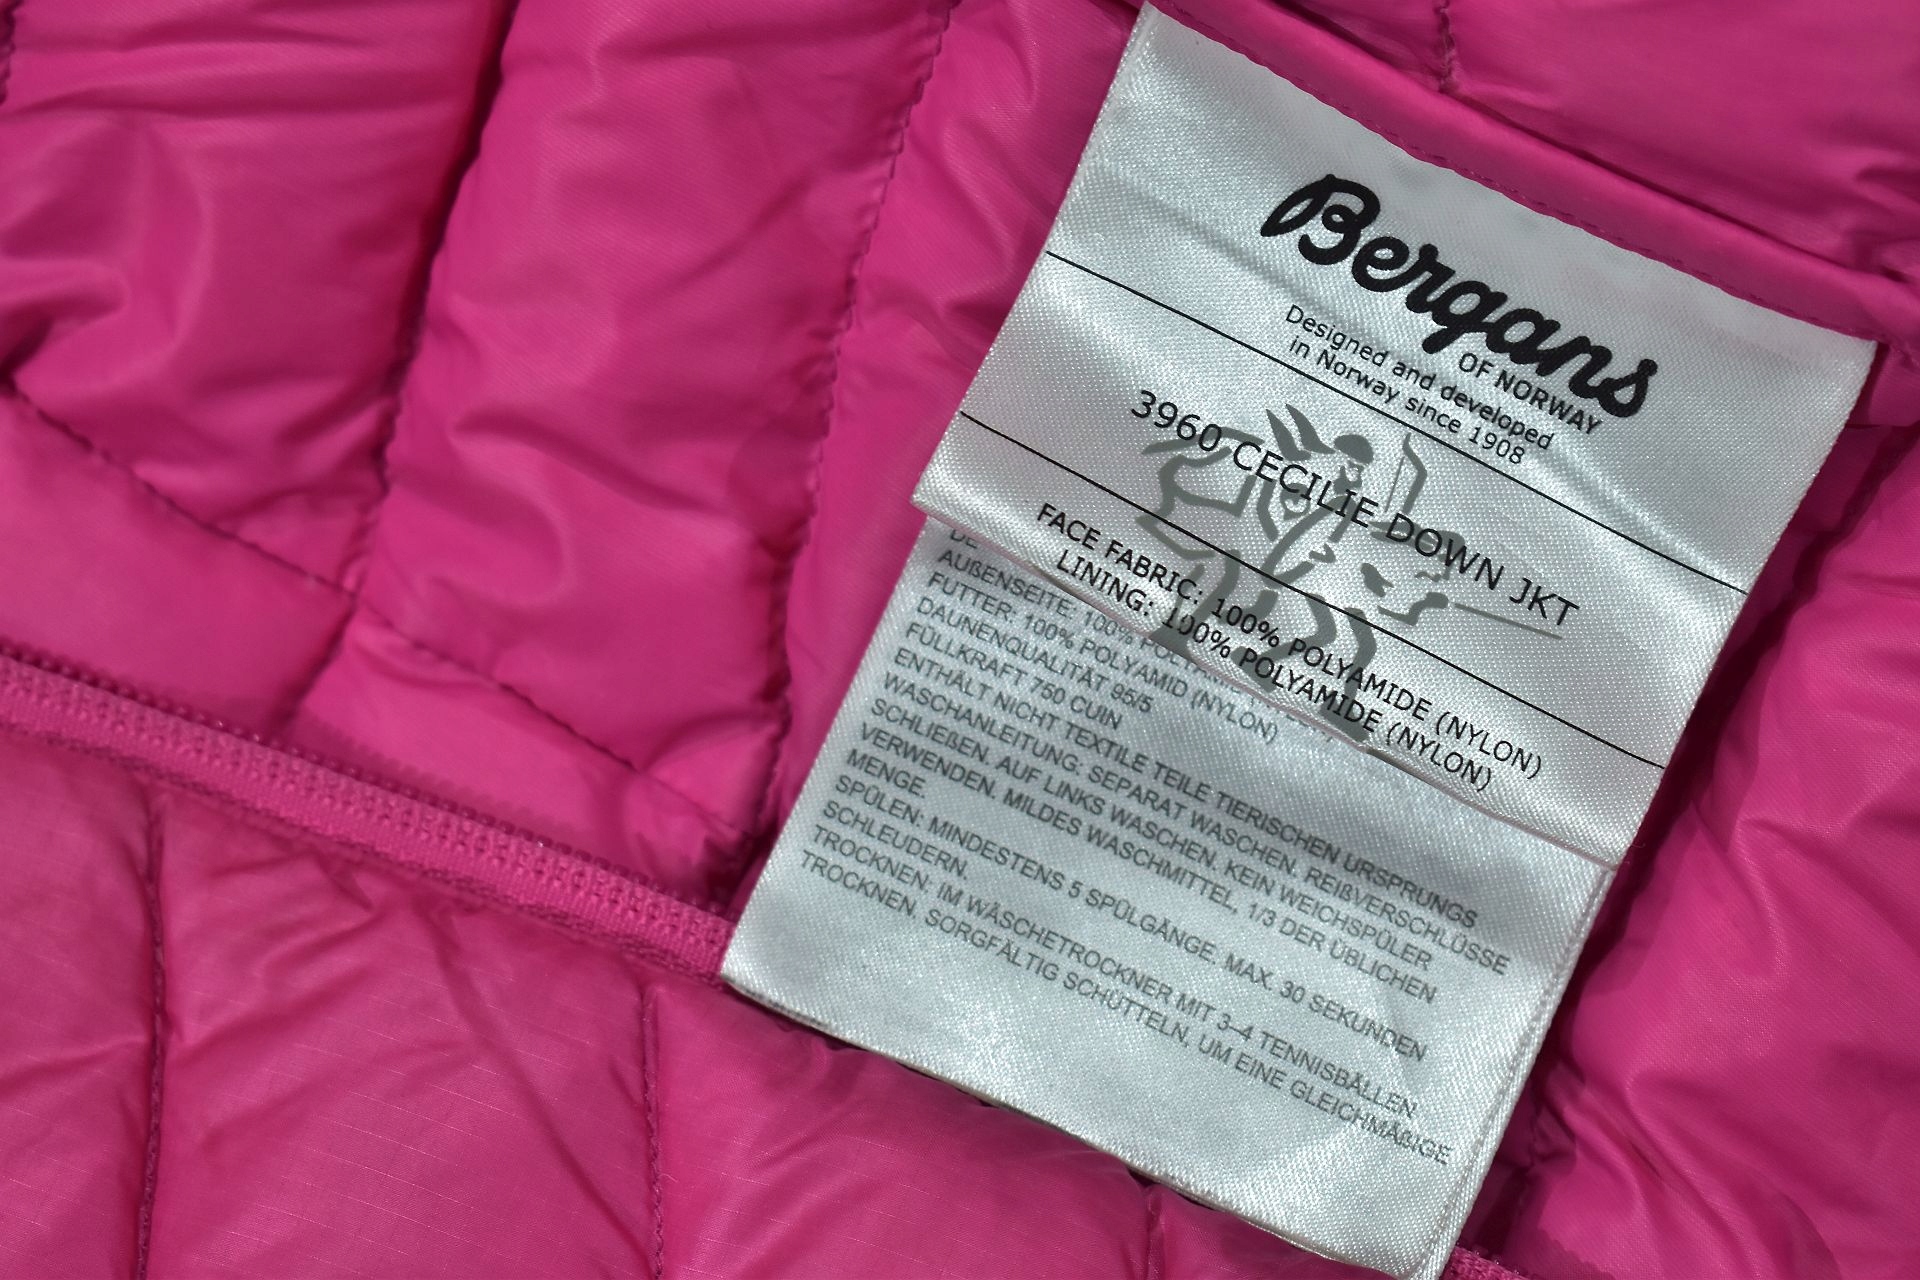 Bergans
OF NORWAY
Designed and developed
in Norway since 1908
3960 CECILIE DOWN JKT
FACE FABRIC: 100% POLYAMIDE (NYLON)
LINING: 100% POLYAMIDE (NYLON)
DE
AUßENSEITE: 100%
FUTTER: 100% POLYAMID (NYLON)
DAUNENQUALITÄT 95/5
FÜLLKRAFT 750 CUIN
ENTHÄLT NICHT TEXTILE TEILE TIERISCHEN URSPRUNGS
WASCHANLEITUNG: SEPARAT WASCHEN. REIßVERSCHLÜSSE
SCHLIEßEN. AUF LINKS WASCHEN. KEIN WEICHSPÜLER
VERWENDEN. MILDES WASCHMITTEL, 1/3 DER ÜBLICHEN
MENGE.
SPÜLEN: MINDESTENS 5 SPÜLGÄNGE. MAX. 30 SEKUNDEN
SCHLEUDERN.
TROCKNEN: IM WÄSCHETROCKNER MIT 3-4 TENNISBÄLLEN
TROCKNEN. SORGFÄLTIG SCHÜTTELN, UM EINE GLEICHMÄßIGE